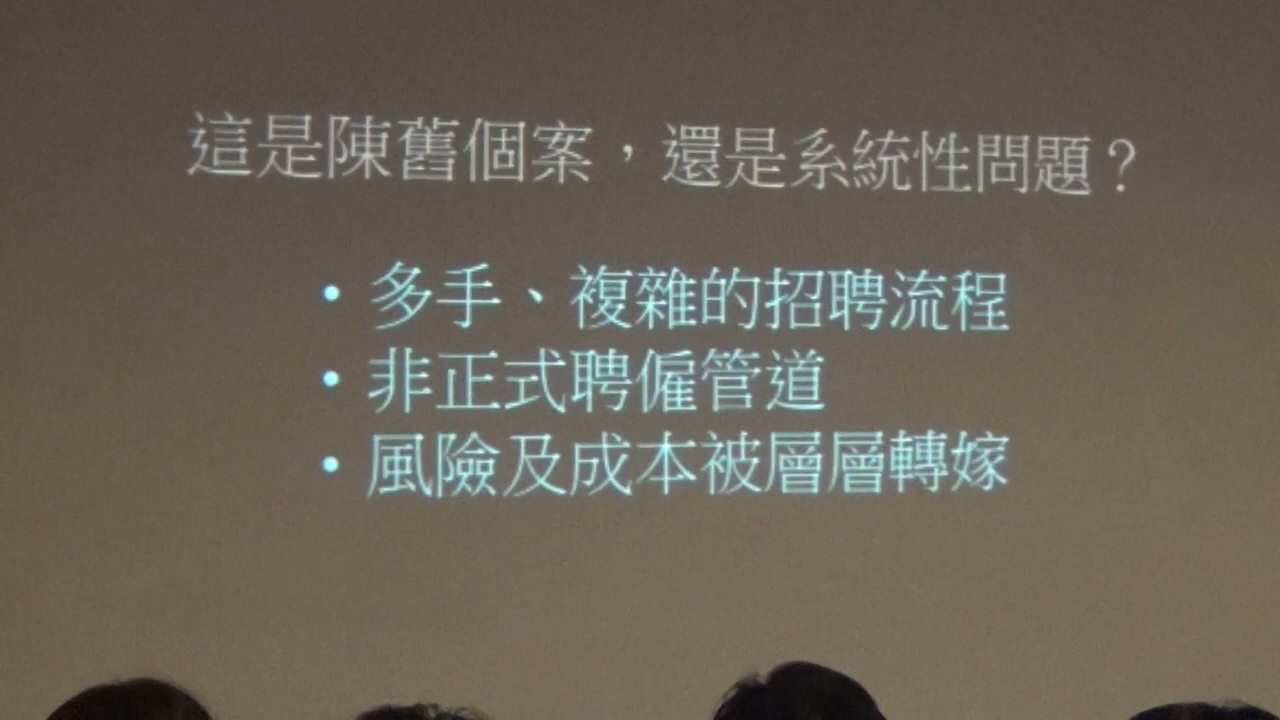 這是陳舊個案，還是系統性問題？
• 多手、複雜的招聘流程
• 非正式聘僱管道
• 風險及成本被層層轉嫁